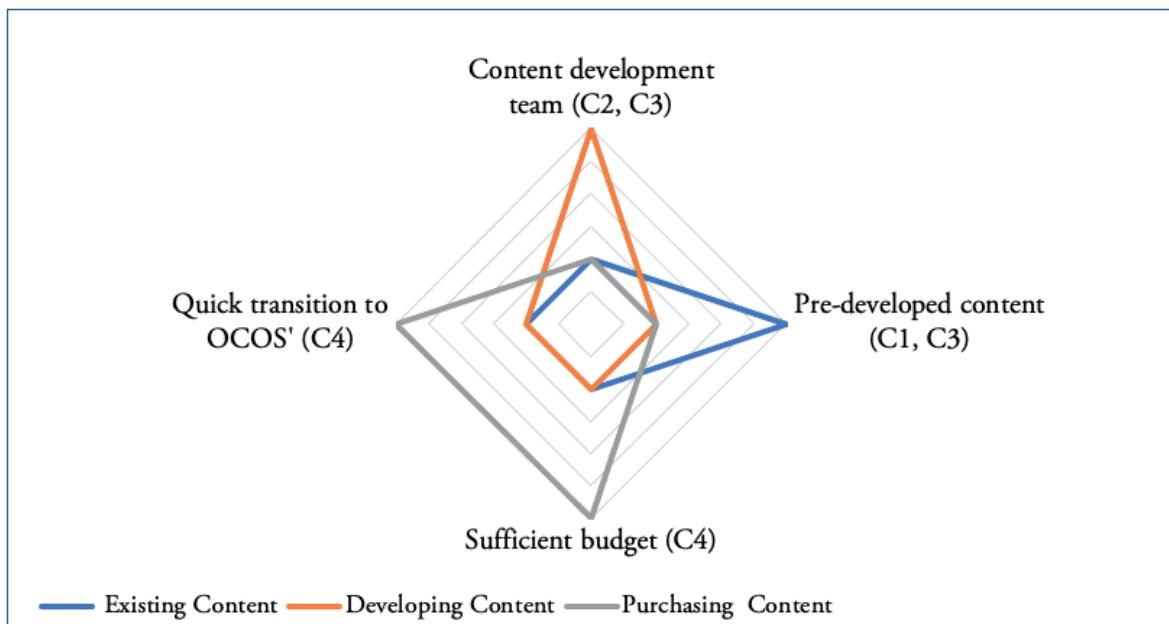 Content development
team (C2, C3)
Quick transition to
OCOS' (C4)
Pre-developed content
(C1, C3)
Sufficient budget (C4)
Existing Content
Developing Content
Purchasing Content